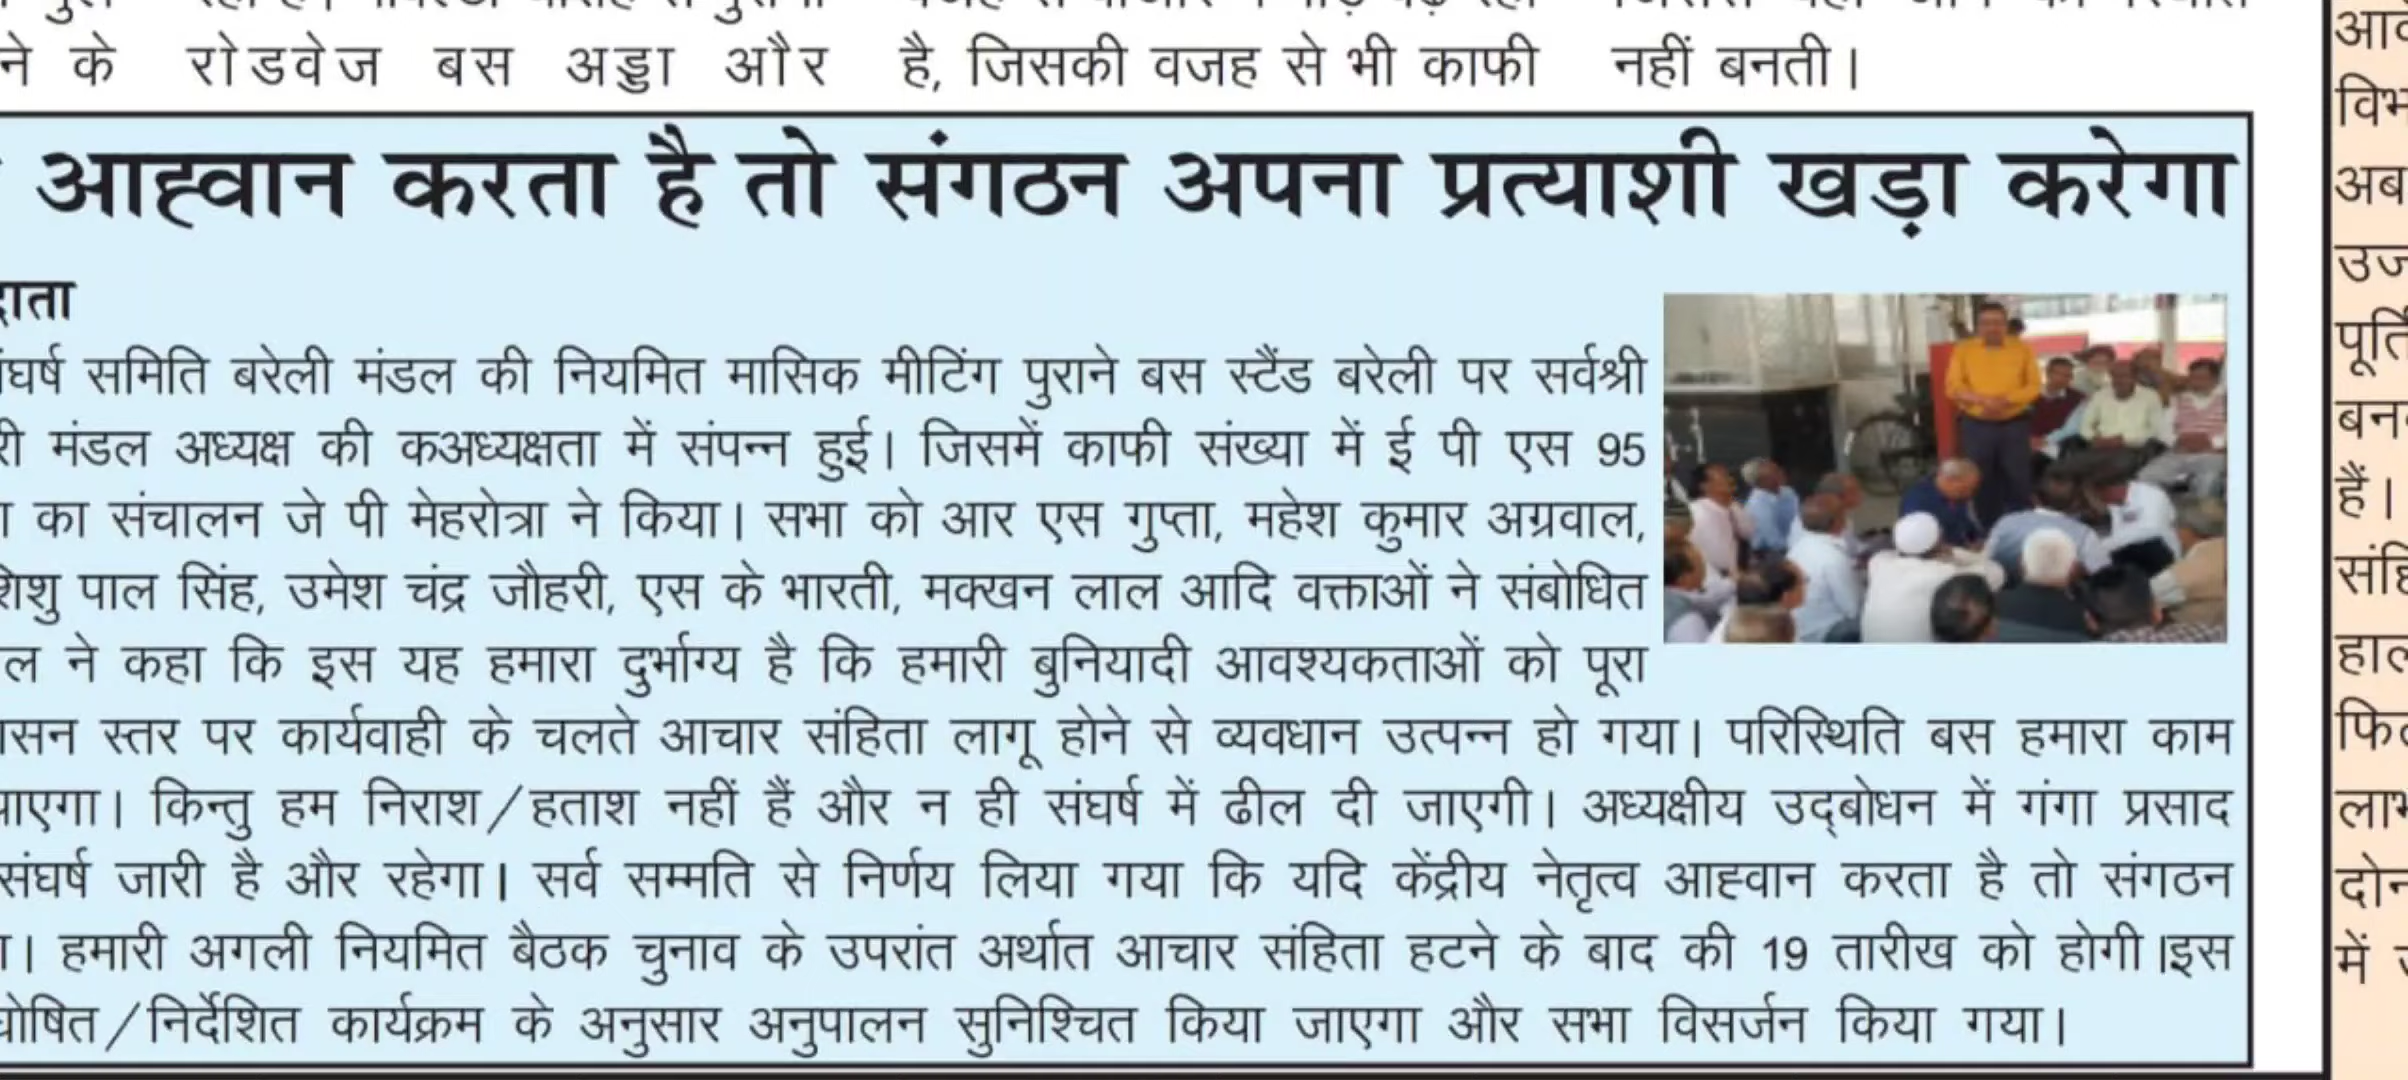 ने के रोडवेज बस अड्डा और है, जिसकी वजह से भी काफी नहीं बनती।
आह्वान करता है तो संगठन अपना प्रत्याशी खड़ा करेगा
समिति बरेली मंडल की नियमित मासिक मीटिंग पुराने बस स्टैंड बरेली पर सर्वश्री
री मंडल अध्यक्ष की कअध्यक्षता में संपन्न हुई। जिसमें काफी संख्या में ई पी एस 95
का संचालन जे पी मेहरोत्रा ने किया। सभा को आर एस गुप्ता, महेश कुमार अग्रवाल,
शिशु पाल सिंह, उमेश चंद्र जौहरी, एस के भारती, मक्खन लाल आदि वक्ताओं ने संबोधित
ल ने कहा कि इस यह हमारा दुर्भाग्य है कि हमारी बुनियादी आवश्यकताओं को पूरा
स्तर पर कार्यवाही के चलते आचार संहिता लागू होने से व्यवधान उत्पन्न हो गया। परिस्थिति बस हमारा काम
पाएगा। किन्तु हम निराश/हताश नहीं हैं और न ही संघर्ष में ढील दी जाएगी। अध्यक्षीय उद्बोधन में गंगा प्रसाद
संघर्ष जारी है और रहेगा। सर्व सम्मति से निर्णय लिया गया कि यदि केंद्रीय नेतृत्व आह्वान करता है तो संगठन
हमारी अगली नियमित बैठक चुनाव के उपरांत अर्थात आचार संहिता हटने के बाद की 19 तारीख को होगी।इस
घोषित/निर्देशित कार्यक्रम के अनुसार अनुपालन सुनिश्चित किया जाएगा और सभा विसर्जन किया गया।
अब
हैं।
में